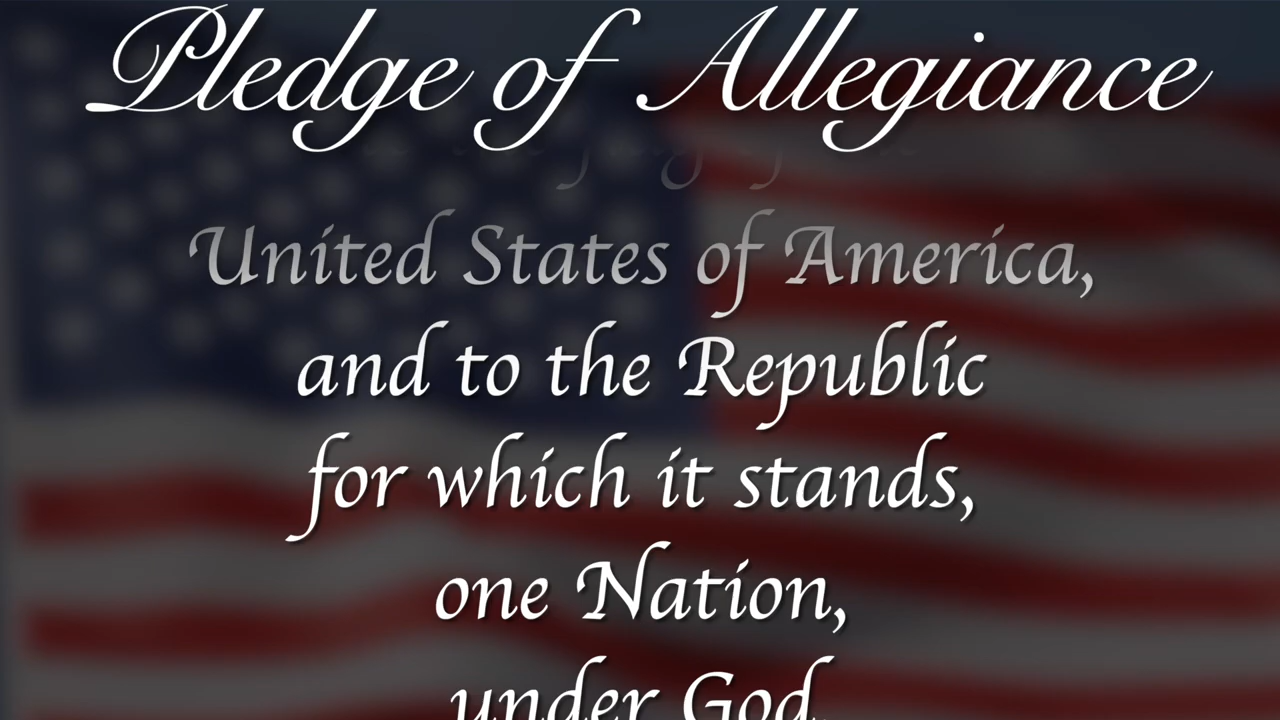 Pledge of Allegiance
United States of America,
and to the Republic
for which it stands,
one Nation,
under God,